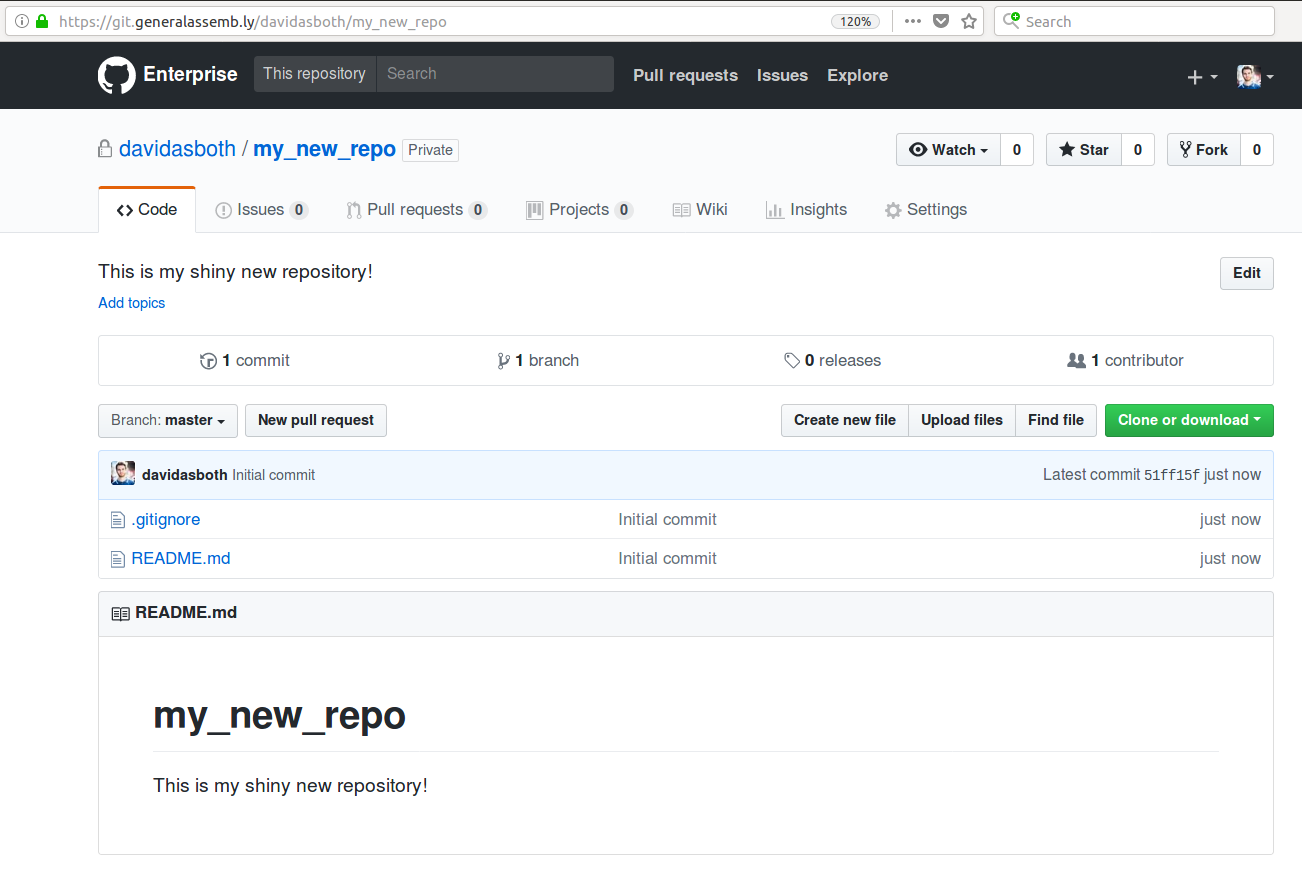 https://git.generalassemb.ly/davidasboth/my_new_repo 120% Search
Enterprise This repository Search Pull requests Issues Explore
davidasboth / my_new_repo Private Watch 0 Star 0 Fork 0
Code Issues 0 Pull requests 0 Projects 0 Wiki Insights Settings
This is my shiny new repository! Edit
Add topics
1 commit 1 branch 0 releases 1 contributor
Branch: master New pull request Create new file Upload files Find file Clone or download
davidasboth Initial commit Latest commit 51ff15f just now
.gitignore Initial commit just now
README.md Initial commit just now
README.md
my_new_repo
This is my shiny new repository!